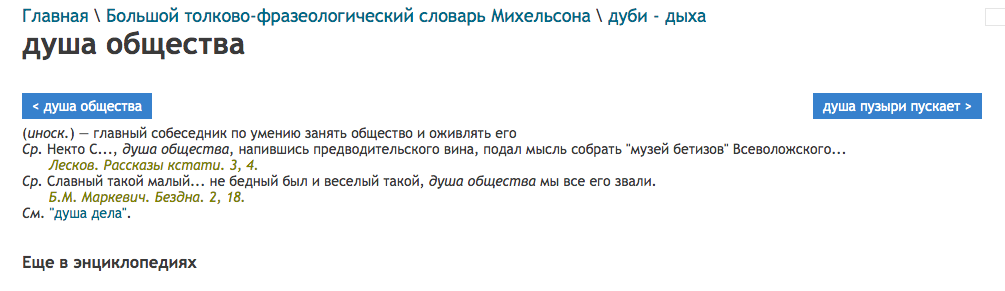 Главная \ Большой толково-фразеологический словарь Михельсона \ дуби - дыха
душа общества
< душа общества
душа пузыри пускает >
(иноск.) — главный собеседник по умению занять общество и оживлять его
Ср. Некто С..., душа общества, напившись предводительского вина, подал мысль собрать "музей бетизов" Всеволожского...
Лесков. Рассказы кстати. 3, 4.
Ср. Славный такой малый... не бедный был и веселый такой, душа общества мы все его звали.
Б.М. Маркевич. Бездна. 2, 18.
См. "душа дела".
Еще в энциклопедиях